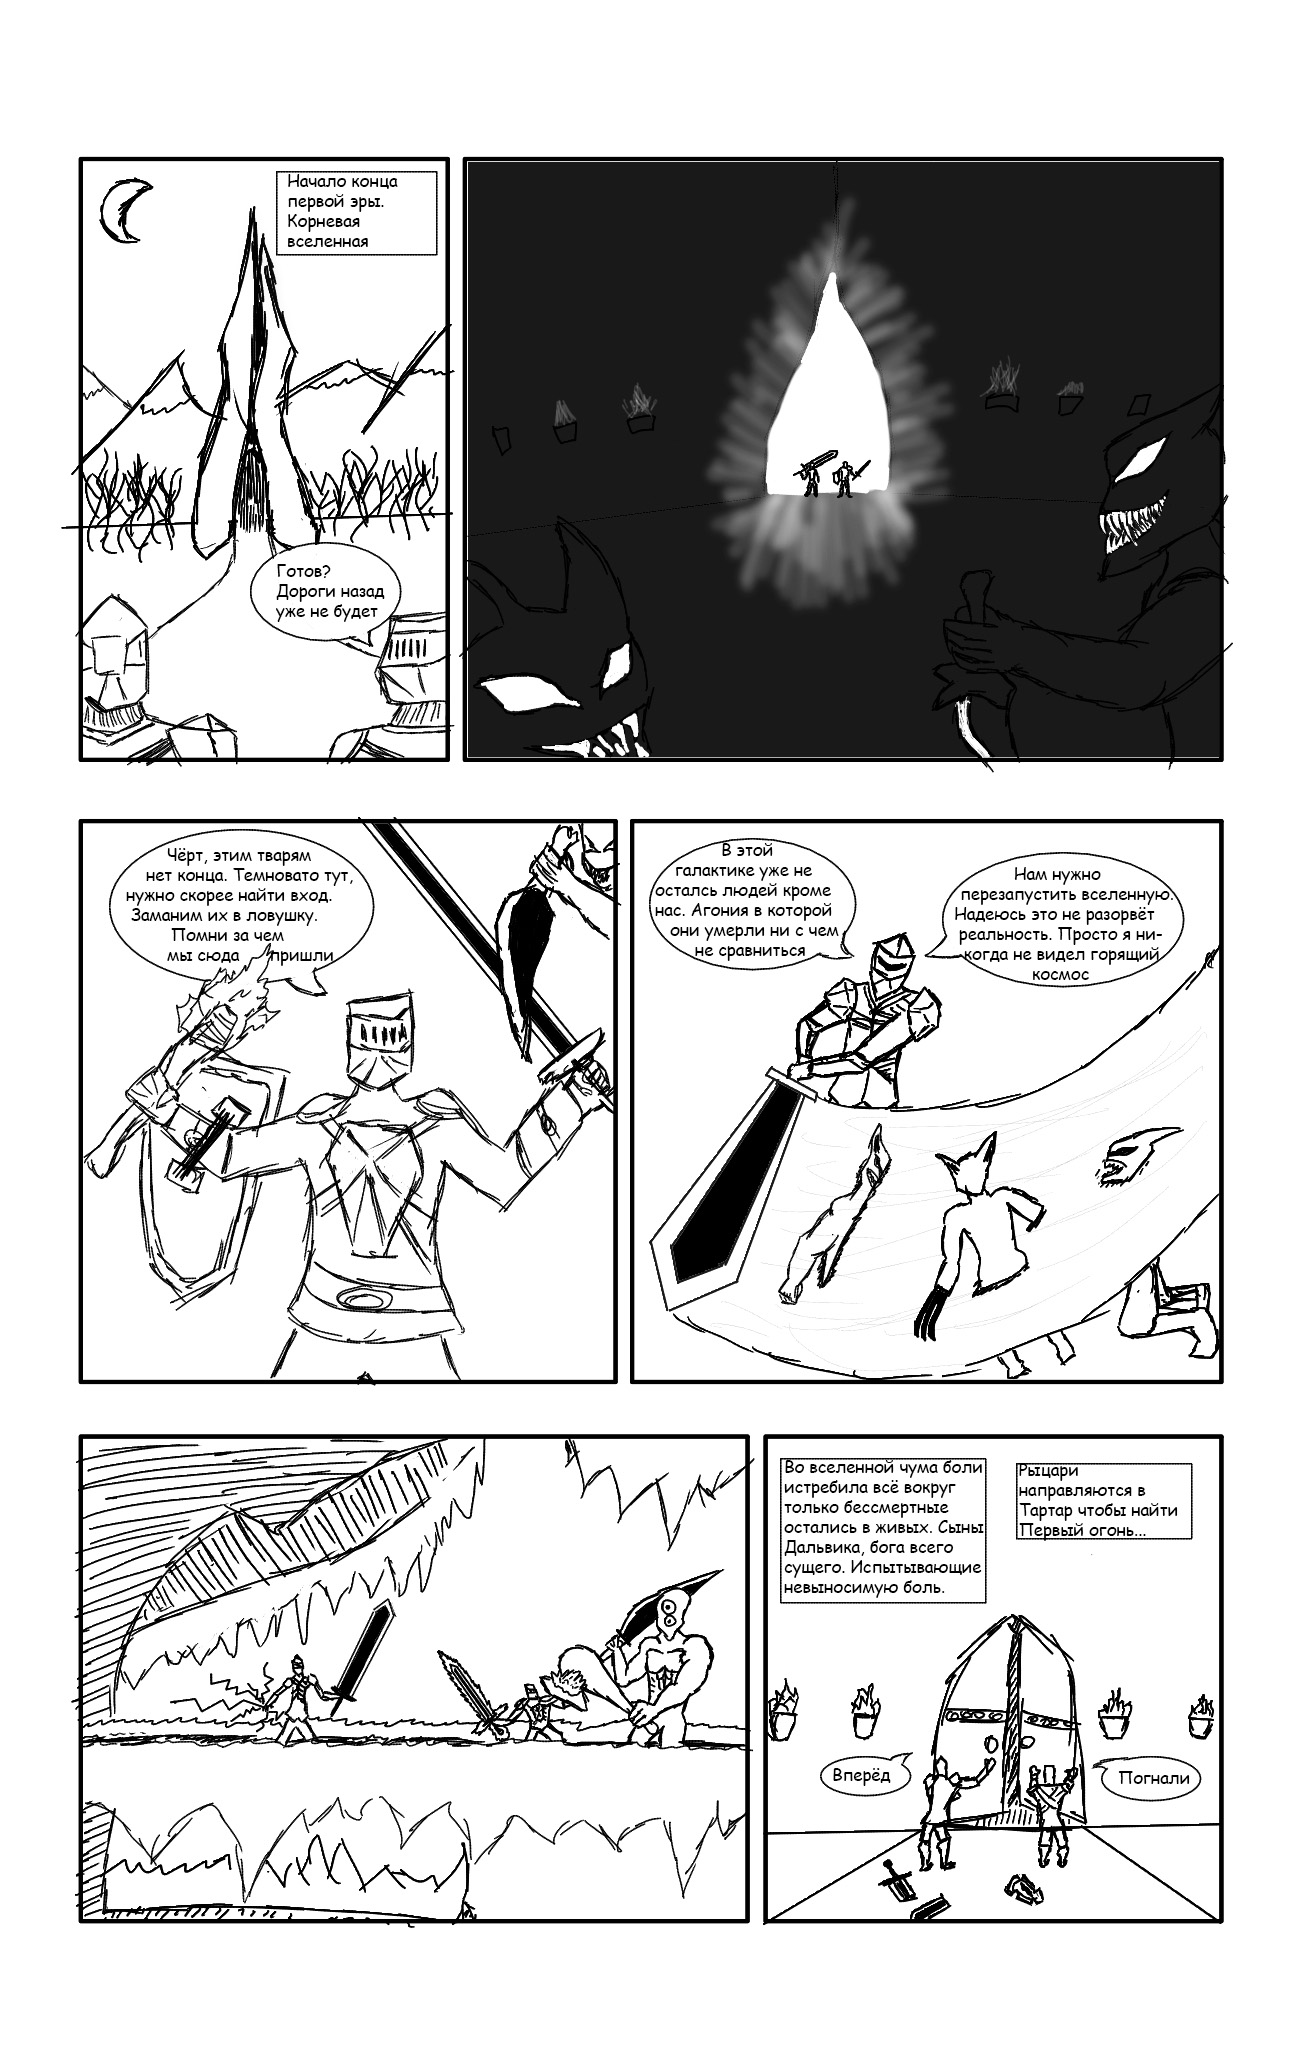 Начало конца
первой эры.
Корневая
вселенная
Готов?
Дороги назад
уже не будет
Чёрт, этим тварям
нет конца. Темновато тут,
нужно скорее найти вход.
Заманим их в ловушку.
Помни за чем
мы сюда пришли
В этой
галактике уже не
осталсь людей кроме
нас. Агония в которой
они умерли ни с чем
не сравниться
Нам нужно
перезапустить вселенную.
Надеюсь это не разорвёт
реальность. Просто я ни-
когда не видел горящий
космос
Во вселенной чума боли
истребила всё вокруг
только бессмертные
остались в живых. Сыны
Дальвика, бога всего
сущего. Испытывающие
невыносимую боль.
Рыцари
направляются в
Тартар чтобы найти
Первый огонь...
Вперёд
Погнали